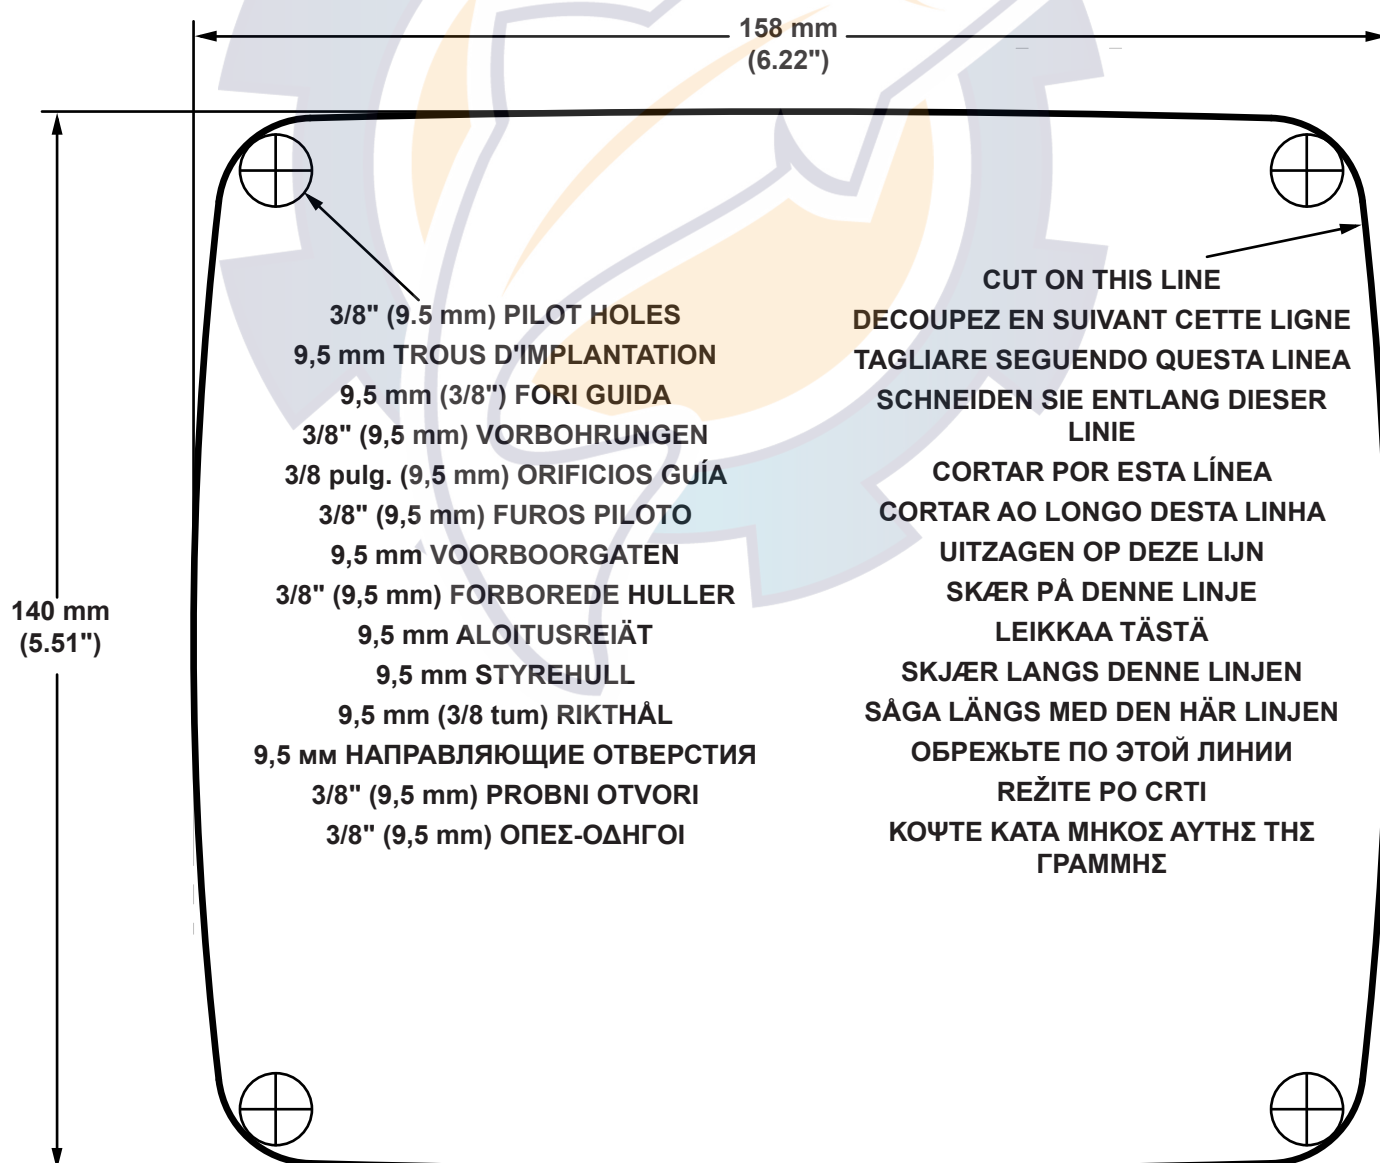 158 mm
(6.22")
3/8" (9.5 mm) PILOT HOLES
9,5 mm TROUS D'IMPLANTATION
9,5 mm (3/8") FORI GUIDA
3/8" (9,5 mm) VORBOHRUNGEN
3/8 pulg. (9,5 mm) ORIFICIOS GUÍA
3/8" (9,5 mm) FUROS PILOTO
9,5 mm VOORBOORGATEN
3/8" (9,5 mm) FORBOREDE HULLER
9,5 mm ALOITUSREIÄT
9,5 mm STYREHULL
9,5 mm (3/8 tum) RIKTHÅL
9,5 мм НАПРАВЛЯЮЩИЕ ОТВЕРСТИЯ
3/8" (9,5 mm) PROBNI OTVORI
3/8" (9,5 mm) ΟΠΕΣ-ΟΔΗΓΟΙ
CUT ON THIS LINE
DECOUPEZ EN SUIVANT CETTE LIGNE
TAGLIARE SEGUENDO QUESTA LINEA
SCHNEIDEN SIE ENTLANG DIESER
LINIE
CORTAR POR ESTA LÍNEA
CORTAR AO LONGO DESTA LINHA
UITZAGEN OP DEZE LIJN
SKÆR PÅ DENNE LINJE
LEIKKAA TÄSTÄ
SKJÆR LANGS DENNE LINJEN
SÅGA LÄNGS MED DEN HÄR LINJEN
ОБРЕЖЬТЕ ПО ЭТОЙ ЛИНИИ
REŽITE PO CRTI
ΚΟΨΤΕ ΚΑΤΑ ΜΗΚΟΣ ΑΥΤΗΣ ΤΗΣ
ΓΡΑΜΜΗΣ
140 mm
(5.51")